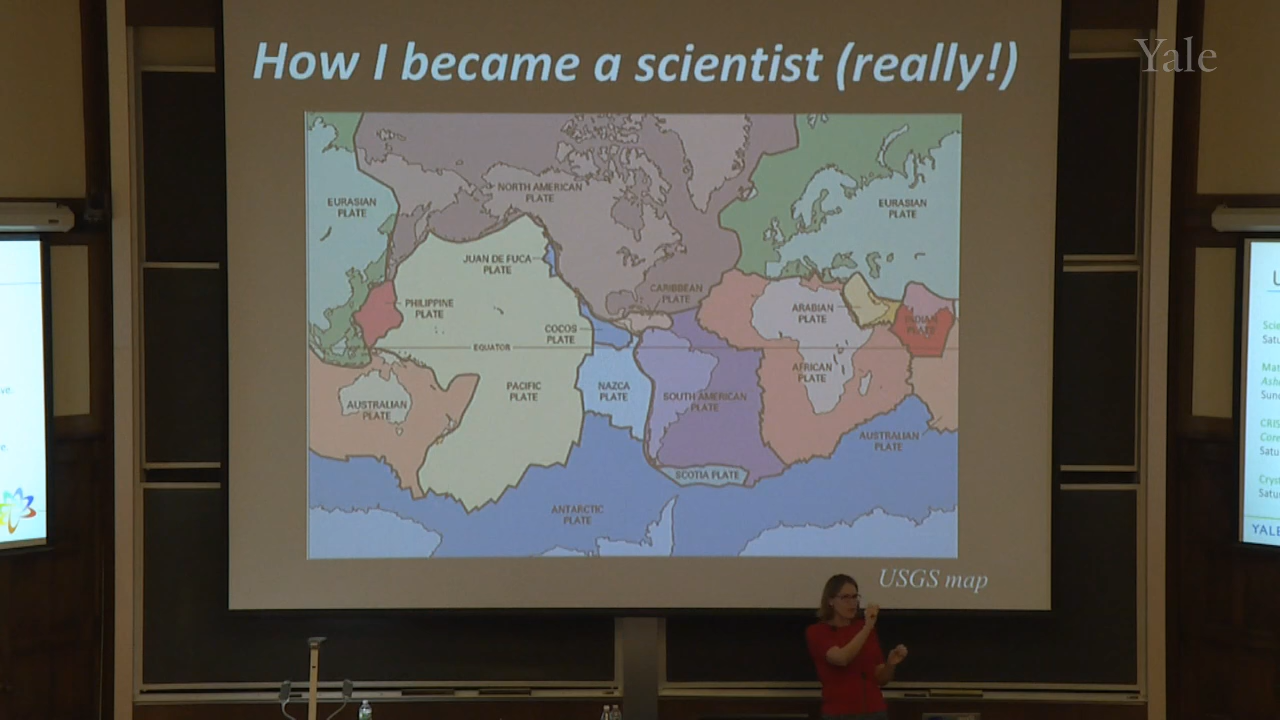 How I became a scientist (really!)
Yale
NORTH AMERICAN
PLATE
EURASIAN
PLATE
EURASIAN
PLATE
JUAN DE FUCA
PLATE
CARIBBEAN
PLATE
PHILIPPINE
PLATE
ARABIAN
PLATE
INDIAN
PLATE
COCOS
PLATE
EQUATOR
AFRICAN
PLATE
PACIFIC
PLATE
NAZCA
PLATE
SOUTH AMERICAN
PLATE
AUSTRALIAN
PLATE
AUSTRALIAN
PLATE
SCOTIA PLATE
ANTARCTIC
PLATE
USGS map